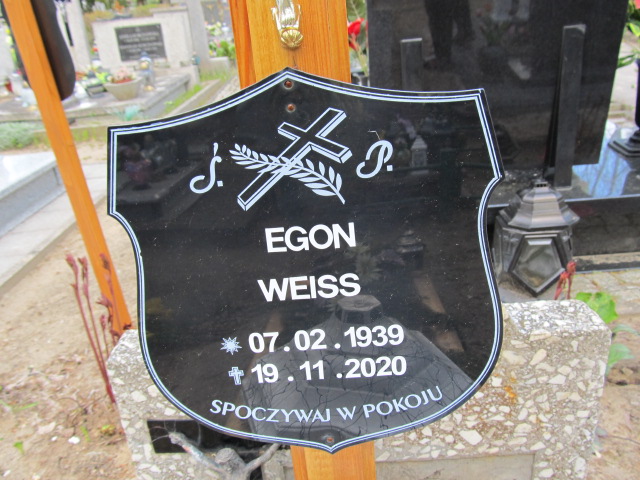 Ś. P.
EGON
WEISS
07.02.1939
19.11.2020
SPOCZYWAJ W POKOJU